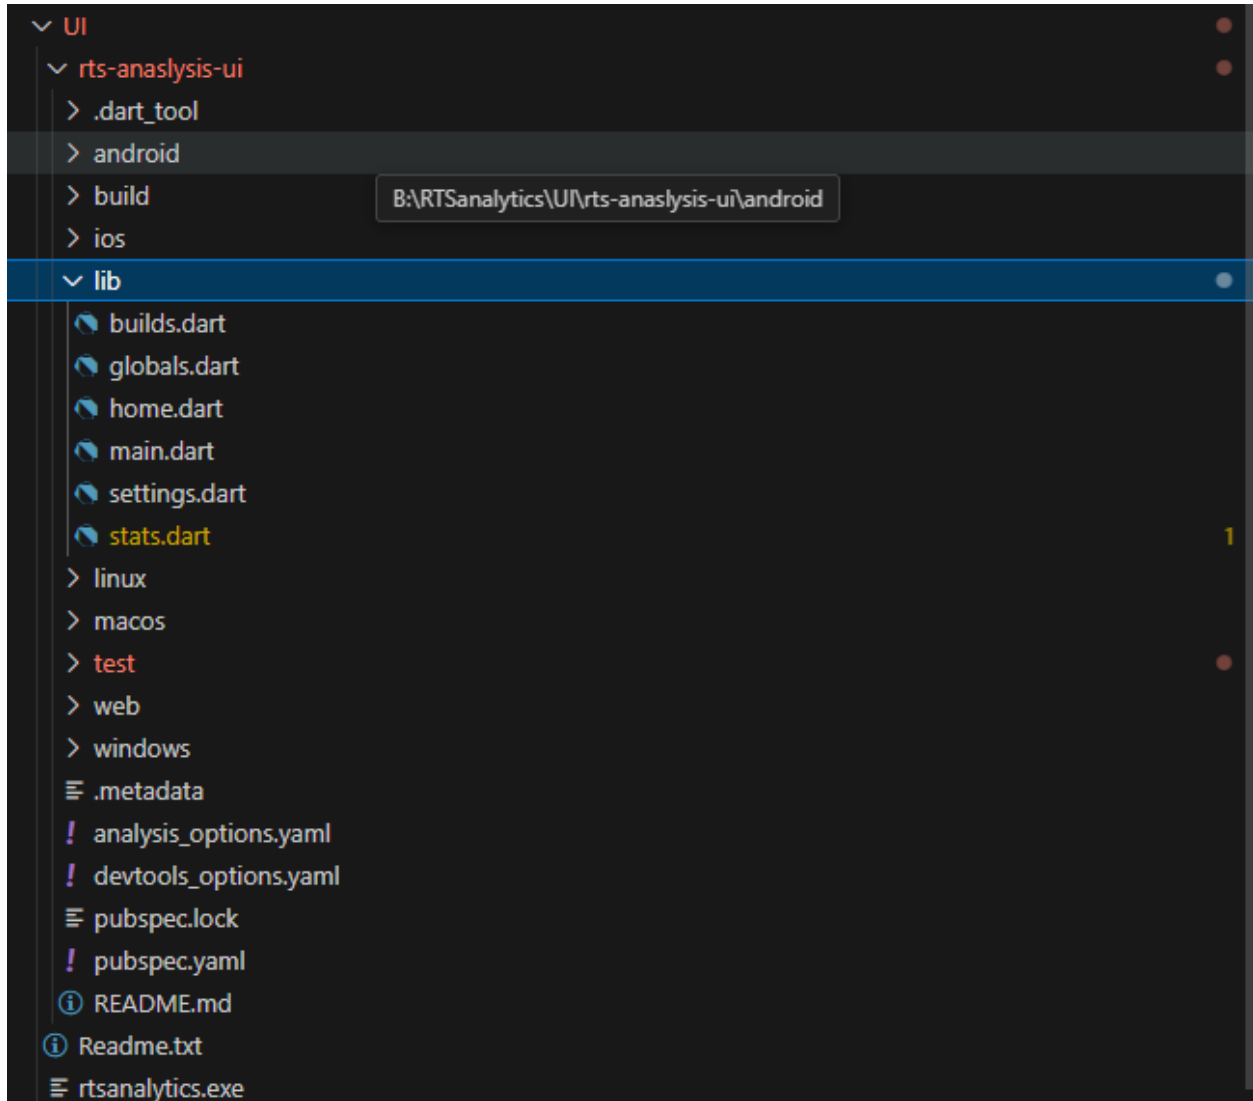 UI
rts-anaslysis-ui
.dart_tool
android
build
B:\RTSanalytics\UI\rts-anaslysis-ui\android
ios
lib
builds.dart
globals.dart
home.dart
main.dart
settings.dart
stats.dart 1
linux
macos
test
web
windows
.metadata
! analysis_options.yaml
! devtools_options.yaml
pubspec.lock
! pubspec.yaml
README.md
Readme.txt
rtsanalytics.exe